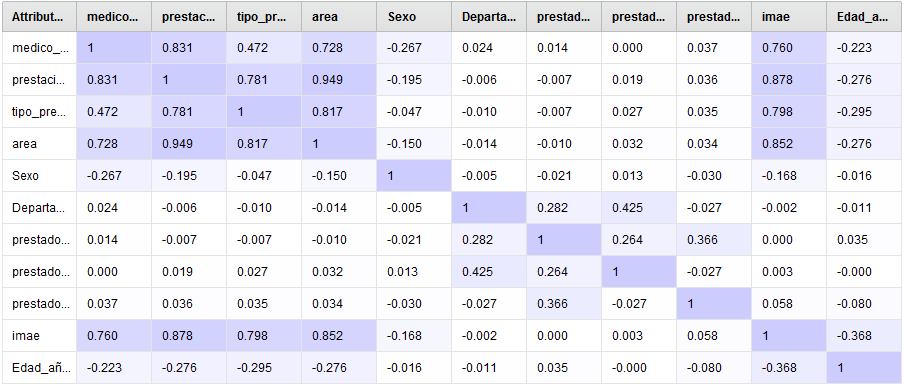 Attribut... medico... prestac... tipo_pr... area Sexo Departa... prestad... prestad... prestad... imae Edad_a...
medico_... 1 0.831 0.472 0.728 -0.267 0.024 0.014 0.000 0.037 0.760 -0.223
prestaci... 0.831 1 0.781 0.949 -0.195 -0.006 -0.007 0.019 0.036 0.878 -0.276
tipo_pre... 0.472 0.781 1 0.817 -0.047 -0.010 -0.007 0.027 0.035 0.798 -0.295
area 0.728 0.949 0.817 1 -0.150 -0.014 -0.010 0.032 0.034 0.852 -0.276
Sexo -0.267 -0.195 -0.047 -0.150 1 -0.005 -0.021 0.013 -0.030 -0.168 -0.016
Departa... 0.024 -0.006 -0.010 -0.014 -0.005 1 0.282 0.425 -0.027 -0.002 -0.011
prestado... 0.014 -0.007 -0.007 -0.010 -0.021 0.282 1 0.264 0.366 0.000 0.035
prestado... 0.000 0.019 0.027 0.032 0.013 0.425 0.264 1 -0.027 0.003 -0.000
prestado... 0.037 0.036 0.035 0.034 -0.030 -0.027 0.366 -0.027 1 0.058 -0.080
imae 0.760 0.878 0.798 0.852 -0.168 -0.002 0.000 0.003 0.058 1 -0.368
Edad_añ... -0.223 -0.276 -0.295 -0.276 -0.016 -0.011 0.035 -0.000 -0.080 -0.368 1